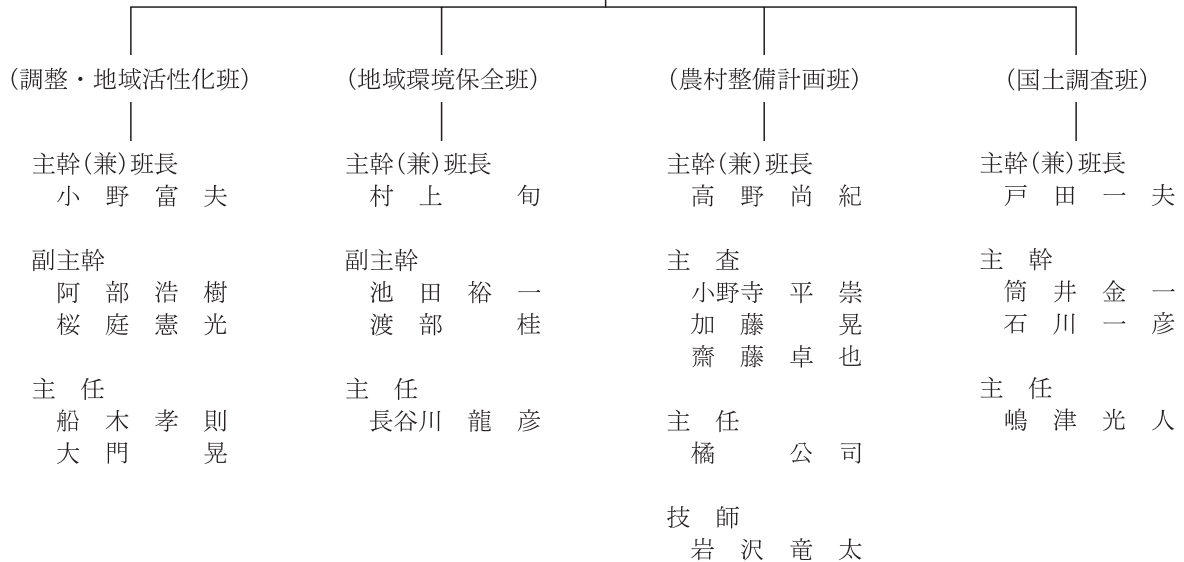 (調整・地域活性化班)
主幹(兼)班長
小野富夫
副主幹
阿部浩樹
桜庭憲光
主任
船木孝則
大門晃
(地域環境保全班)
主幹(兼)班長
村上旬
副主幹
池田裕一
渡部桂
主任
長谷川龍彦
(農村整備計画班)
主幹(兼)班長
高野尚紀
主査
小野寺平崇
加藤晃
齋藤卓也
主任
橘公司
技師
岩沢竜太
(国土調査班)
主幹(兼)班長
戸田一夫
主幹
筒井金一
石川一彦
主任
嶋津光人